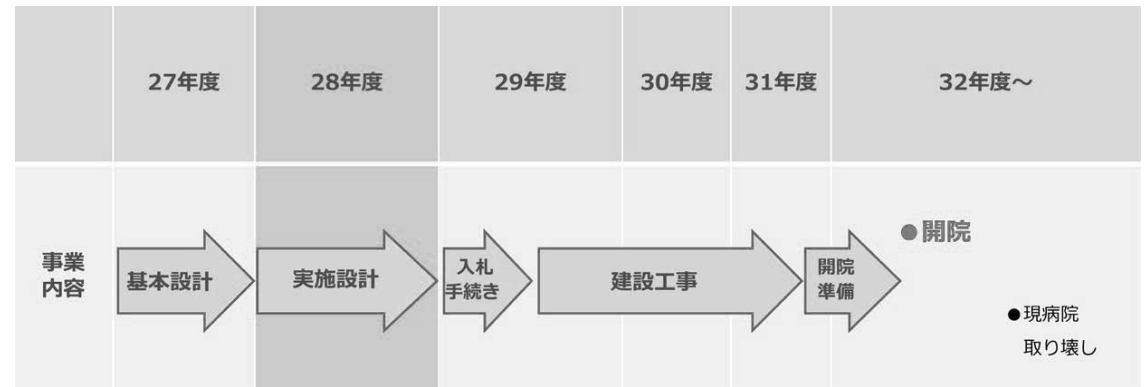 27年度
28年度
29年度
30年度
31年度
32年度～
事業
内容
基本設計
実施設計
入札
手続き
建設工事
開院
準備
●開院
●現病院
取り壊し